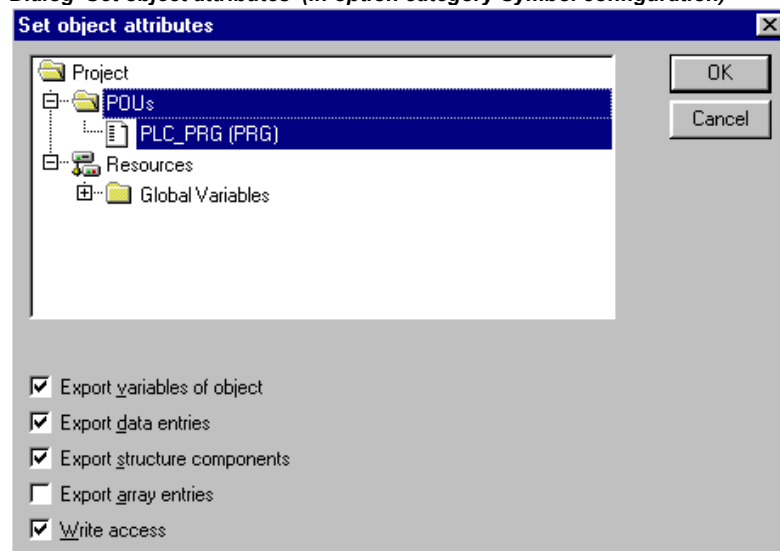 Dialog 'Set object attributes' (in option category Symbol configuration)
Set object attributes
Project
POUs
PLC_PRG (PRG)
Resources
Global Variables
OK
Cancel
Export variables of object
Export data entries
Export structure components
Export array entries
Write access